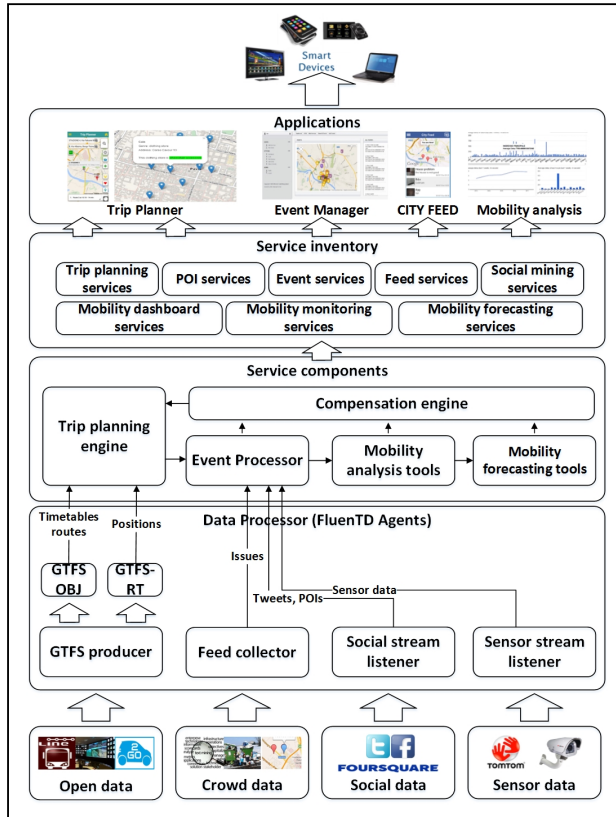 Smart
Devices
Applications
Trip Planner
Event Manager
CITY FEED
Mobility analysis
Service inventory
Trip planning
services
POI services
Event services
Feed services
Social mining
services
Mobility dashboard
services
Mobility monitoring
services
Mobility forecasting
services
Service components
Compensation engine
Trip planning
engine
Event Processor
Mobility
analysis tools
Mobility
forecasting tools
Data Processor (FluenTD Agents)
Timetables
routes
Positions
Issues
GTFS
OBJ
GTFS-
RT
Sensor data
Tweets, POIs
GTFS producer
Feed collector
Social stream
listener
Sensor stream
listener
Line
2
GO
FOURSQUARE
TOMTOM
Open data
Crowd data
Social data
Sensor data